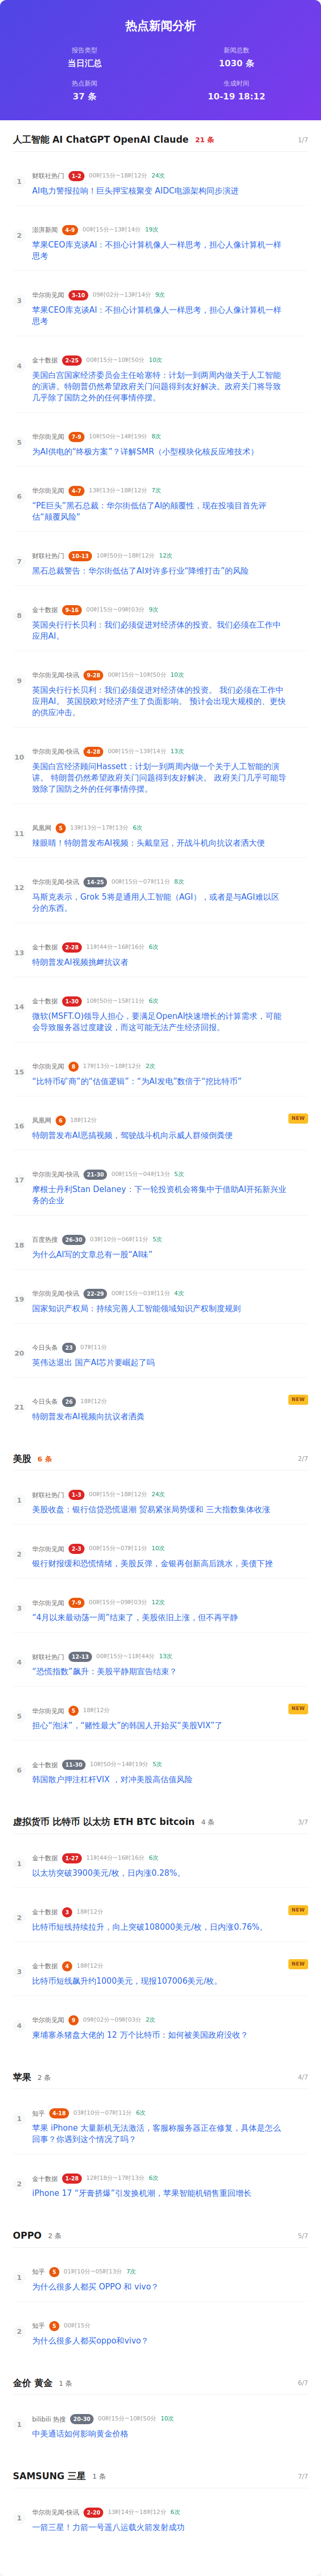 热点新闻分析
报告类型
当日汇总
新闻总数
1030 条
热点新闻
37 条
生成时间
10-19 18:12
人工智能 AI ChatGPT OpenAI Claude 21 条 1/7
1
财联社热门 1-2 00时15分~18时12分 24次
AI电力警报拉响！巨头押宝核聚变 AIDC电源架构同步演进
2
澎湃新闻 4-9 00时15分~13时14分 19次
苹果CEO库克谈AI：不担心计算机像人一样思考，担心人像计算机一样
思考
3
华尔街见闻 3-10 09时02分~13时14分 9次
苹果CEO库克谈AI：不担心计算机像人一样思考，担心人像计算机一样
思考
4
金十数据 2-25 00时15分~10时50分 10次
美国白宫国家经济委员会主任哈塞特：计划一到两周内做关于人工智能
的演讲。特朗普仍然希望政府关门问题得到友好解决。政府关门将导致
几乎除了国防之外的任何事情停摆。
5
华尔街见闻 7-9 10时50分~14时19分 8次
为AI供电的“终极方案”？详解SMR（小型模块化核反应堆技术）
6
华尔街见闻 4-7 13时13分~18时12分 7次
“PE巨头”黑石总裁：华尔街低估了AI的颠覆性，现在投项目首先评
估“颠覆风险”
7
财联社热门 10-13 10时50分~18时12分 12次
黑石总裁警告：华尔街低估了AI对许多行业“降维打击”的风险
8
金十数据 9-16 00时15分~09时03分 9次
英国央行行长贝利：我们必须促进对经济体的投资。我们必须在工作中
应用AI。
9
华尔街见闻-快讯 9-28 00时15分~10时50分 10次
英国央行行长贝利：我们必须促进对经济体的投资。 我们必须在工作中
应用AI。 英国脱欧对经济产生了负面影响。 预计会出现大规模的、更快
的供应冲击。
10
华尔街见闻-快讯 4-28 00时15分~13时14分 13次
美国白宫经济顾问Hassett：计划一到两周内做一个关于人工智能的演
讲。 特朗普仍然希望政府关门问题得到友好解决。 政府关门几乎可能导
致除了国防之外的任何事情停摆。
11
凤凰网 5 13时13分~17时13分 6次
辣眼睛！特朗普发布AI视频：头戴皇冠，开战斗机向抗议者洒大便
12
华尔街见闻-快讯 14-25 00时15分~07时11分 8次
马斯克表示，Grok 5将是通用人工智能（AGI），或者是与AGI难以区
分的东西。
13
金十数据 2-28 11时44分~16时16分 6次
特朗普发AI视频挑衅抗议者
14
金十数据 1-30 10时50分~15时11分 6次
微软(MSFT.O)领导人担心，要满足OpenAI快速增长的计算需求，可能
会导致服务器过度建设，而这可能无法产生经济回报。
15
华尔街见闻 8 17时13分~18时12分 2次
“比特币矿商”的“估值逻辑”：“为AI发电”数倍于“挖比特币”
16
凤凰网 6 18时12分 NEW
特朗普发布AI恶搞视频，驾驶战斗机向示威人群倾倒粪便
17
华尔街见闻-快讯 21-30 00时15分~04时13分 5次
摩根士丹利Stan Delaney：下一轮投资机会将集中于借助AI开拓新兴业
务的企业
18
百度热搜 26-30 03时10分~06时11分 5次
为什么AI写的文章总有一股“AI味”
19
华尔街见闻-快讯 22-29 00时15分~03时11分 4次
国家知识产权局：持续完善人工智能领域知识产权制度规则
20
今日头条 23 07时11分
英伟达退出 国产AI芯片要崛起了吗
21
今日头条 26 18时12分 NEW
特朗普发布AI视频向抗议者洒粪
美股 6 条 2/7
1
财联社热门 1-3 00时15分~18时12分 24次
美股收盘：银行信贷恐慌退潮 贸易紧张局势缓和 三大指数集体收涨
2
华尔街见闻 2-3 00时15分~07时11分 10次
银行财报缓和恐慌情绪，美股反弹，金银再创新高后跳水，美债下挫
3
华尔街见闻 7-9 00时15分~09时03分 12次
“4月以来最动荡一周”结束了，美股依旧上涨，但不再平静
4
财联社热门 12-13 00时15分~11时44分 13次
“恐慌指数”飙升：美股平静期宣告结束？
5
华尔街见闻 5 18时12分 NEW
担心“泡沫”，“赌性最大”的韩国人开始买“美股VIX”了
6
金十数据 11-30 10时50分~14时19分 5次
韩国散户押注杠杆VIX ，对冲美股高估值风险
虚拟货币 比特币 以太坊 ETH BTC bitcoin 4 条 3/7
1
金十数据 1-27 11时44分~16时16分 6次
以太坊突破3900美元/枚，日内涨0.28%。
2
金十数据 3 18时12分 NEW
比特币短线持续拉升，向上突破108000美元/枚，日内涨0.76%。
3
金十数据 4 18时12分 NEW
比特币短线飙升约1000美元，现报107006美元/枚。
4
华尔街见闻 9 09时02分~09时03分 2次
柬埔寨杀猪盘大佬的 12 万个比特币：如何被美国政府没收？
苹果 2 条 4/7
1
知乎 4-18 03时10分~07时11分 6次
苹果 iPhone 大量新机无法激活，客服称服务器正在修复，具体是怎么
回事？你遇到这个情况了吗？
2
金十数据 1-28 12时18分~17时13分 6次
iPhone 17 “牙膏挤爆”引发换机潮，苹果智能机销售重回增长
OPPO 2 条 5/7
1
知乎 5 01时10分~05时13分 7次
为什么很多人都买 OPPO 和 vivo？
2
知乎 5 00时15分
为什么很多人都买oppo和vivo？
金价 黄金 1 条 6/7
1
bilibili 热搜 20-30 00时15分~10时50分 10次
中美通话如何影响黄金价格
SAMSUNG 三星 1 条 7/7
1
华尔街见闻-快讯 2-20 13时14分~18时12分 6次
一箭三星！力箭一号遥八运载火箭发射成功